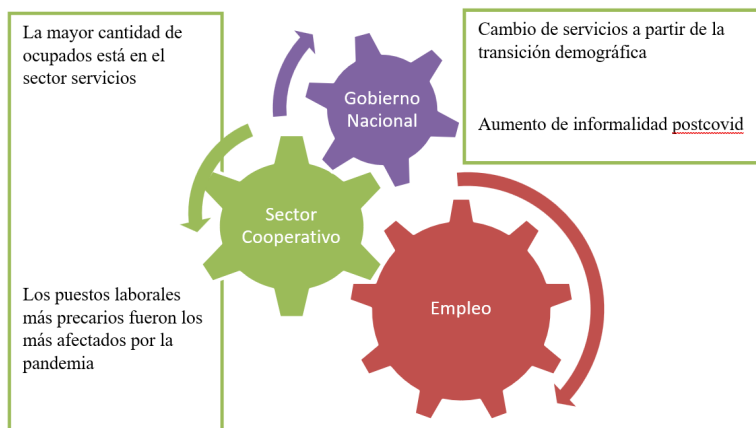 La mayor cantidad de
ocupados está en el
sector servicios
Los puestos laborales
más precarios fueron los
más afectados por la
pandemia
Gobierno
Nacional
Sector
Cooperativo
Empleo
Cambio de servicios a partir de la
transición demográfica
Aumento de informalidad postcovid